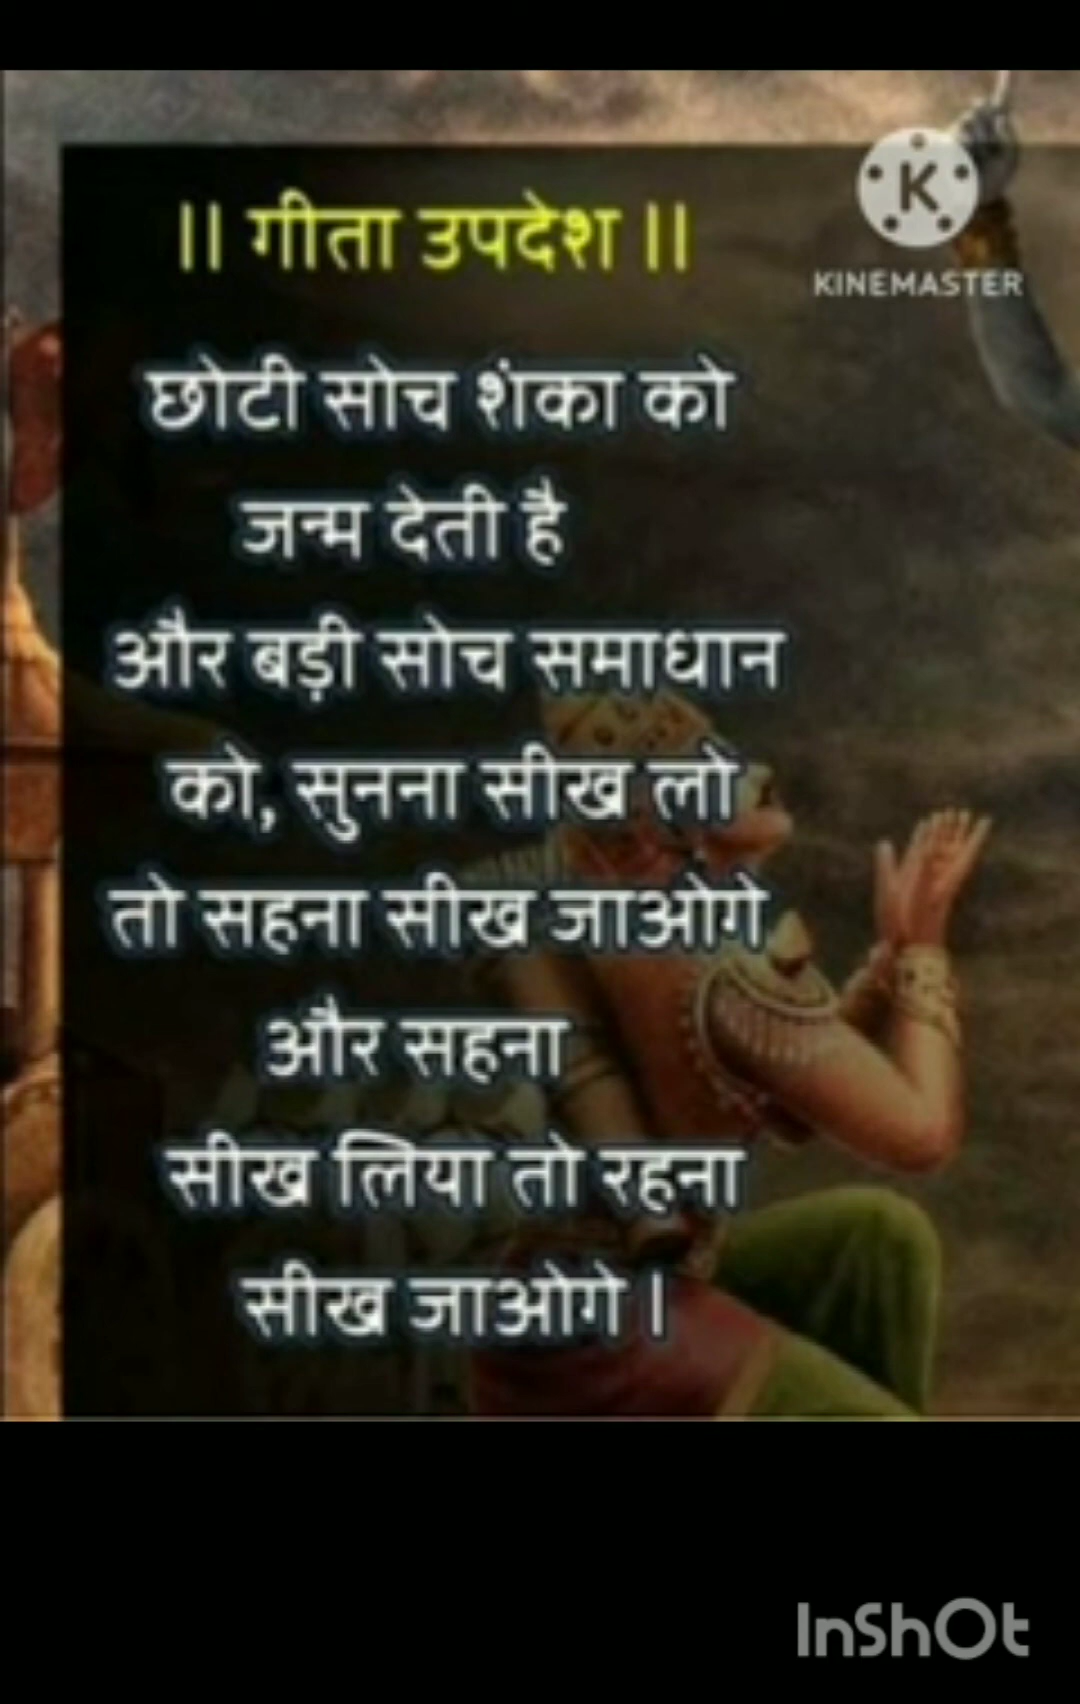 || गीता उपदेश ||
KINEMASTER
छोटी सोच शंका को
जन्म देती है
और बड़ी सोच समाधान
को, सुनना सीख लो
तो सहना सीख जाओगे
और सहना
सीख लिया तो रहना
सीख जाओगे ।
InShOt